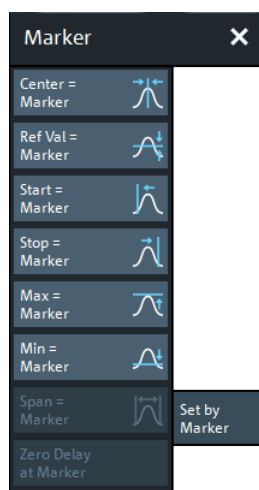 Marker
Center =
Marker
Ref Val =
Marker
Start =
Marker
Stop =
Marker
Max =
Marker
Min =
Marker
Span =
Marker
Set by
Marker
Zero Delay
at Marker